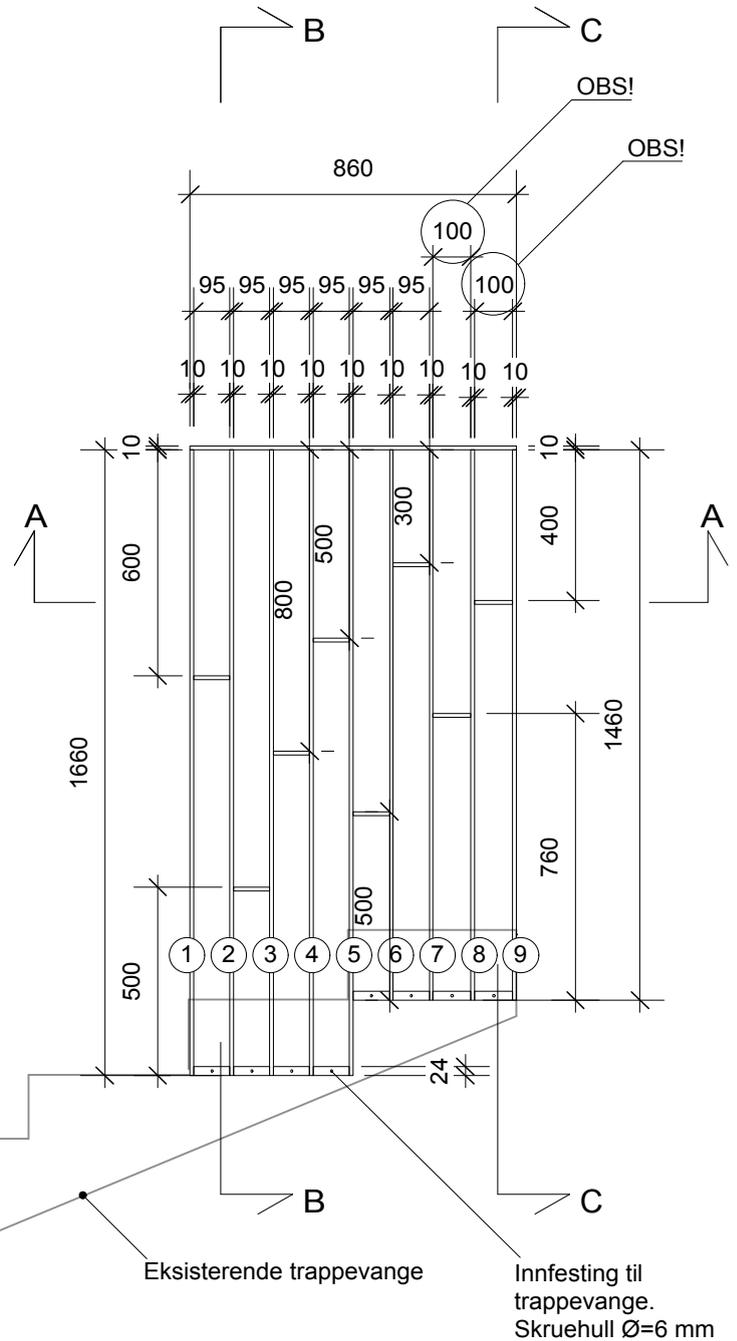 B
C
OBS!
OBS!
860
100
95 95 95 95 95 95
100
10 10 10 10 10 10 10 10 10
10
10
A
A
600
800
500
300
400
1660
1460
500
500
760
1 2 3 4 5 6 7 8 9
24
B
C
Eksisterende trappevange
Innfesting til
trappevange.
Skruehull Ø=6 mm